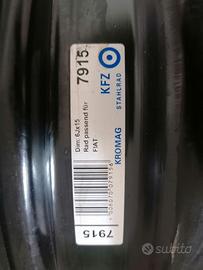 7915
KFZ
STAHLRAD
KROMAG
Dim: 6Jx15
Rad passend für
FIAT
7915
subito